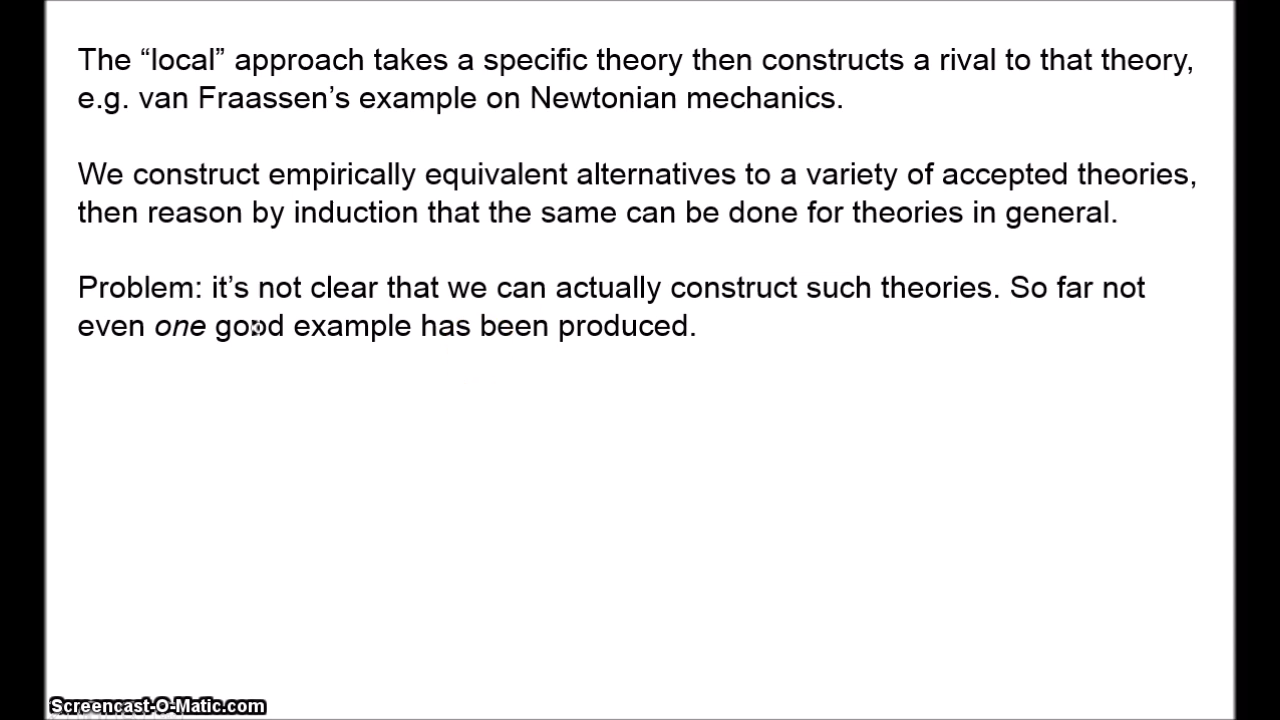 The “local” approach takes a specific theory then constructs a rival to that theory,
e.g. van Fraassen’s example on Newtonian mechanics.
We construct empirically equivalent alternatives to a variety of accepted theories,
then reason by induction that the same can be done for theories in general.
Problem: it’s not clear that we can actually construct such theories. So far not
even one good example has been produced.
Screencast-O-Matic.com